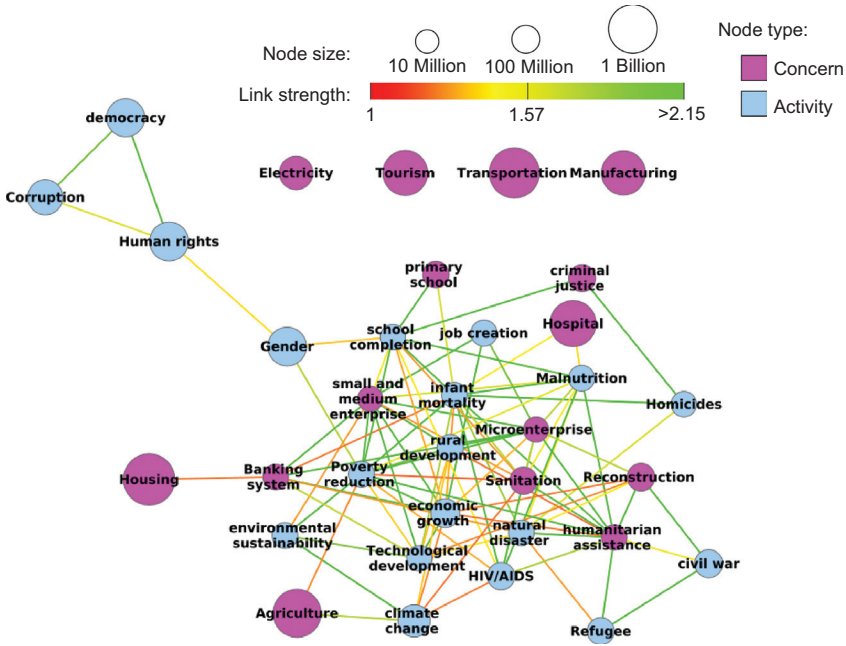 Node type:
Node size:
10 Million
100 Million
1 Billion
Concern
Link strength:
1
1.57
>2.15
Activity
democracy
Electricity
Tourism
Transportation
Manufacturing
Corruption
Human rights
primary
school
criminal
justice
Hospital
Gender
school
completion
job creation
Malnutrition
small and
medium
enterprise
infant
mortality
Homicides
Microenterprise
rural
development
Housing
Banking
system
Poverty
reduction
Sanitation
Reconstruction
economic
growth
environmental
sustainability
natural
disaster
humanitarian
assistance
Technological
development
HIV/AIDS
civil war
Agriculture
climate
change
Refugee